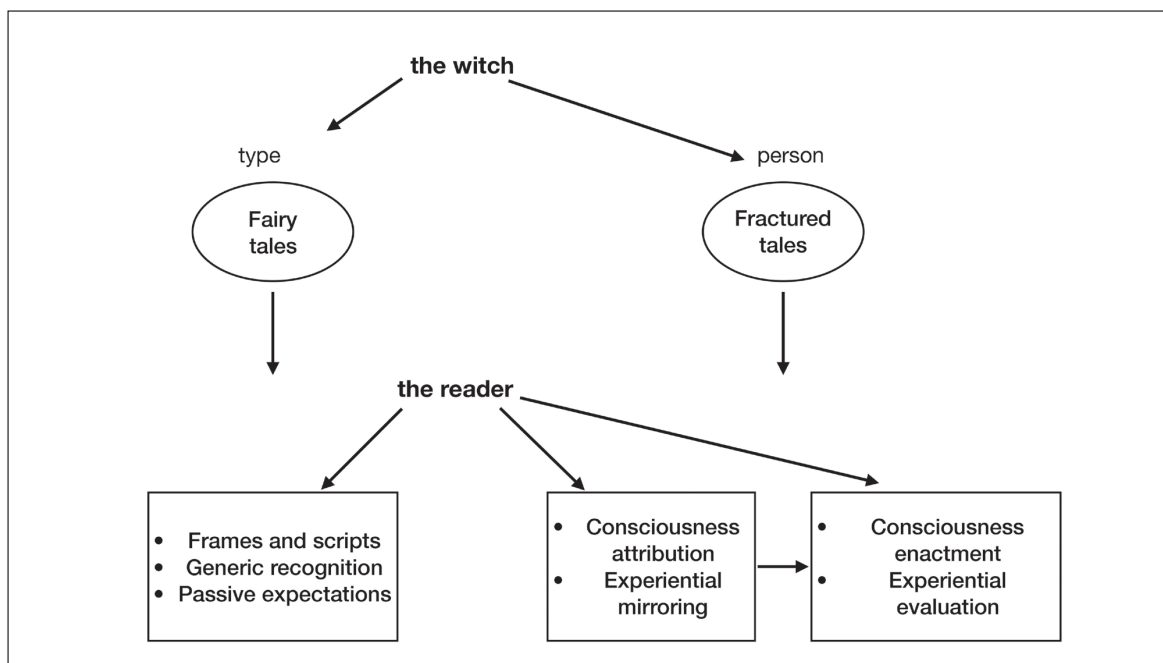 the witch
type
person
Fairy
tales
Fractured
tales
the reader
• Frames and scripts
• Generic recognition
• Passive expectations
• Consciousness
attribution
• Experiential
mirroring
• Consciousness
enactment
• Experiential
evaluation